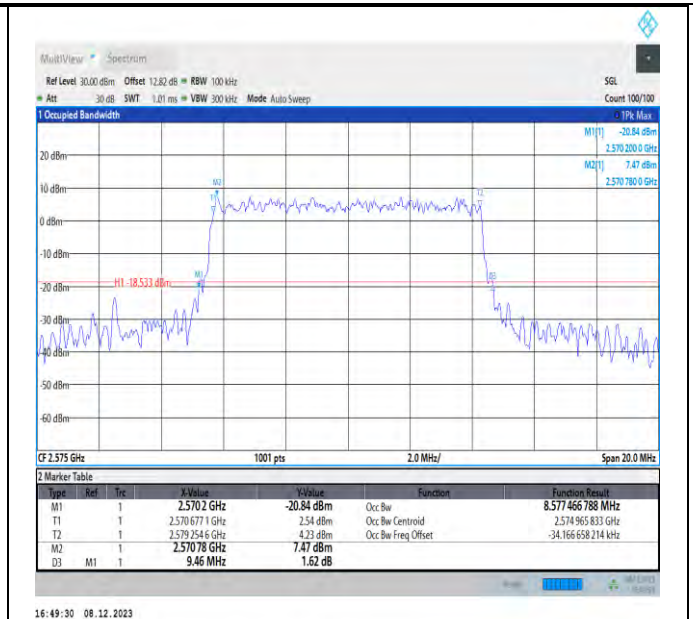 MultiView Spectrum
Ref Level 30.00 dBm Offset 12.82 dB RBW 100 kHz SGL
Att 30 dB SWT 1.01 ms VBW 300 kHz Mode Auto Sweep Count 100/100
1 Occupied Bandwidth 1Pk Max
M1[1] -20.84 dBm
2.570 200 0 GHz
M2[1] 7.47 dBm
2.570 780 0 GHz
20 dBm
10 dBm
0 dBm
-10 dBm
-20 dBm
-30 dBm
-40 dBm
-50 dBm
-60 dBm
M2
T1
T2
H1 -18.533 dBm
M1
D3
CF 2.575 GHz 1001 pts 2.0 MHz/ Span 20.0 MHz
2 Marker Table
Type Ref Trc X-Value Y-Value Function Function Result
M1 1 2.5702 GHz -20.84 dBm Occ Bw 8.577 466 788 MHz
T1 1 2.570 677 1 GHz 2.54 dBm Occ Bw Centroid 2.574 965 833 GHz
T2 1 2.579 254 6 GHz 4.23 dBm Occ Bw Freq Offset -34.166 658 214 kHz
M2 1 2.570 78 GHz 7.47 dBm
D3 M1 1 9.46 MHz 1.62 dB
16:49:30 08.12.2023